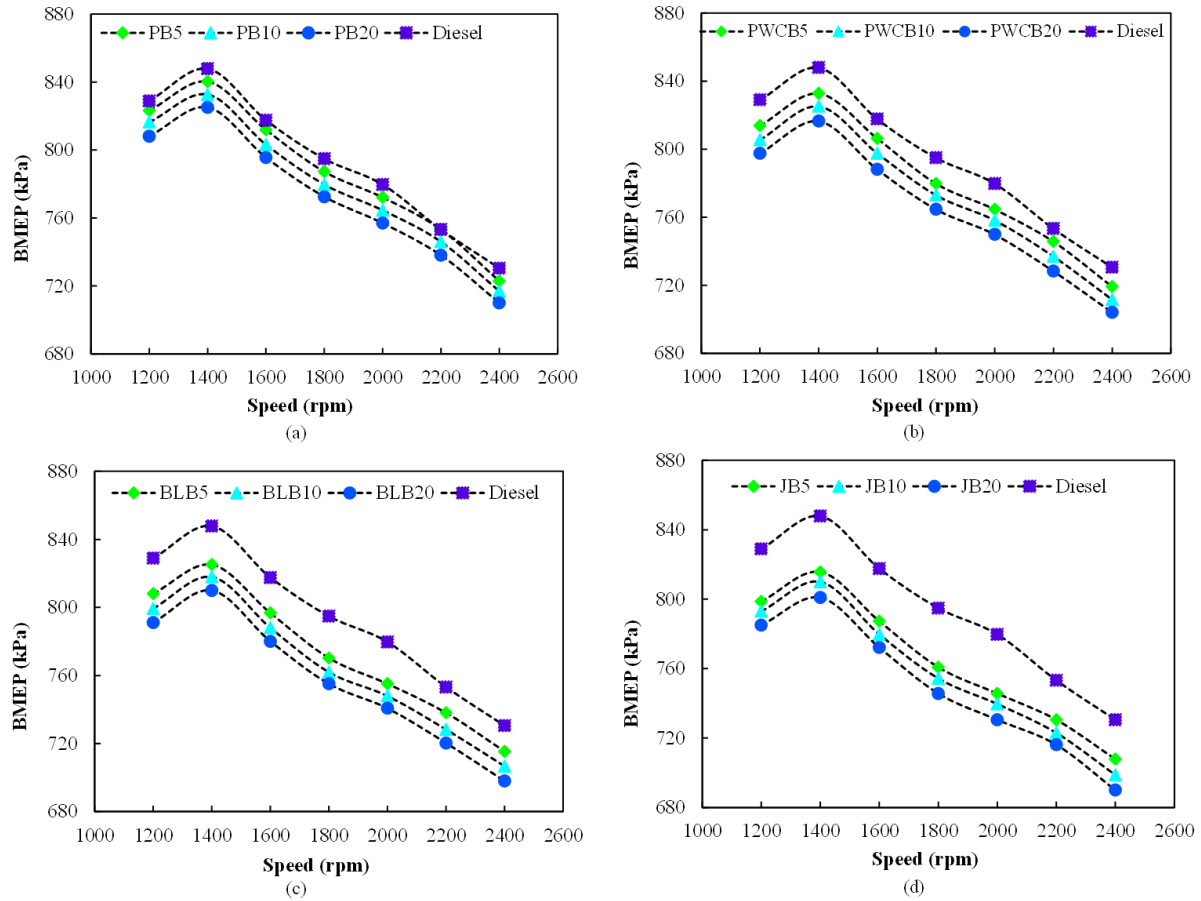 PB5 PB10 PB20 Diesel
880
840
800
760
720
680
BMEP (kPa)
1000 1200 1400 1600 1800 2000 2200 2400 2600
Speed (rpm)
(a)
PWCB5 PWCB10 PWCB20 Diesel
880
840
800
760
720
680
BMEP (kPa)
1000 1200 1400 1600 1800 2000 2200 2400 2600
Speed (rpm)
(b)
BLB5 BLB10 BLB20 Diesel
880
840
800
760
720
680
BMEP (kPa)
1000 1200 1400 1600 1800 2000 2200 2400 2600
Speed (rpm)
(c)
JB5 JB10 JB20 Diesel
880
840
800
760
720
680
BMEP (kPa)
1000 1200 1400 1600 1800 2000 2200 2400 2600
Speed (rpm)
(d)